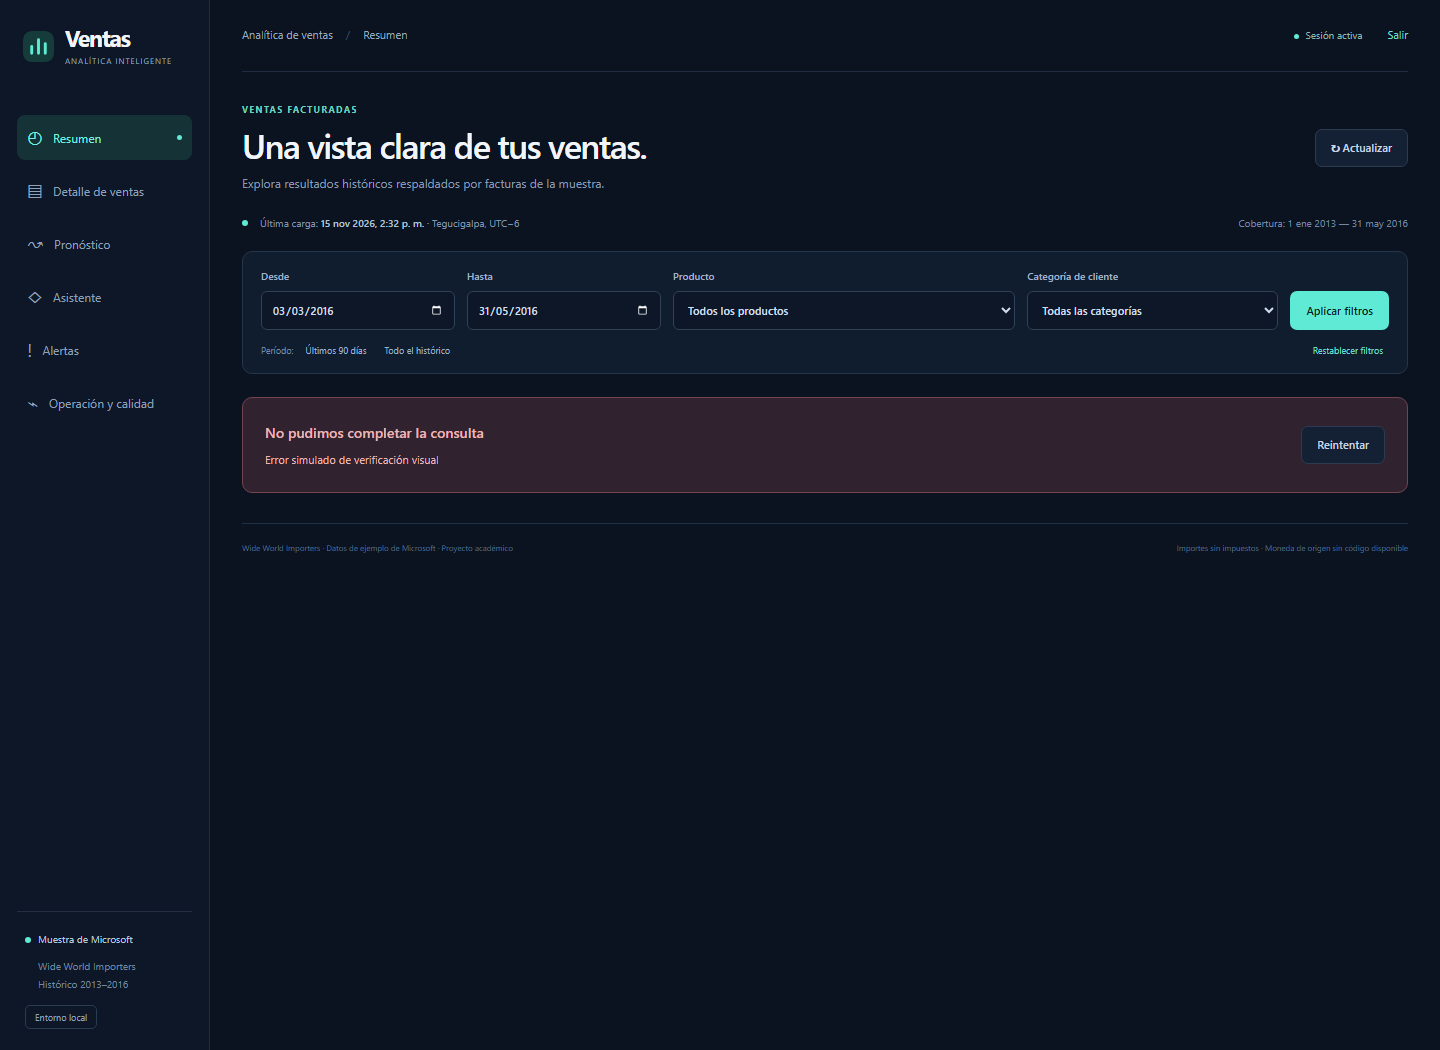 Ventas
ANALÍTICA INTELIGENTE
Resumen
Detalle de ventas
Pronóstico
Asistente
! Alertas
Operación y calidad
Muestra de Microsoft
Wide World Importers
Histórico 2013–2016
Entorno local
Analítica de ventas / Resumen
Sesión activa
Salir
VENTAS FACTURADAS
Una vista clara de tus ventas.
↻ Actualizar
Explora resultados históricos respaldados por facturas de la muestra.
Última carga: 15 nov 2026, 2:32 p. m. · Tegucigalpa, UTC−6
Cobertura: 1 ene 2013 — 31 may 2016
Desde
Hasta
Producto
Categoría de cliente
03/03/2016
31/05/2016
Todos los productos
Todas las categorías
Aplicar filtros
Período:
Últimos 90 días
Todo el histórico
Restablecer filtros
No pudimos completar la consulta
Error simulado de verificación visual
Reintentar
Wide World Importers · Datos de ejemplo de Microsoft · Proyecto académico
Importes sin impuestos · Moneda de origen sin código disponible